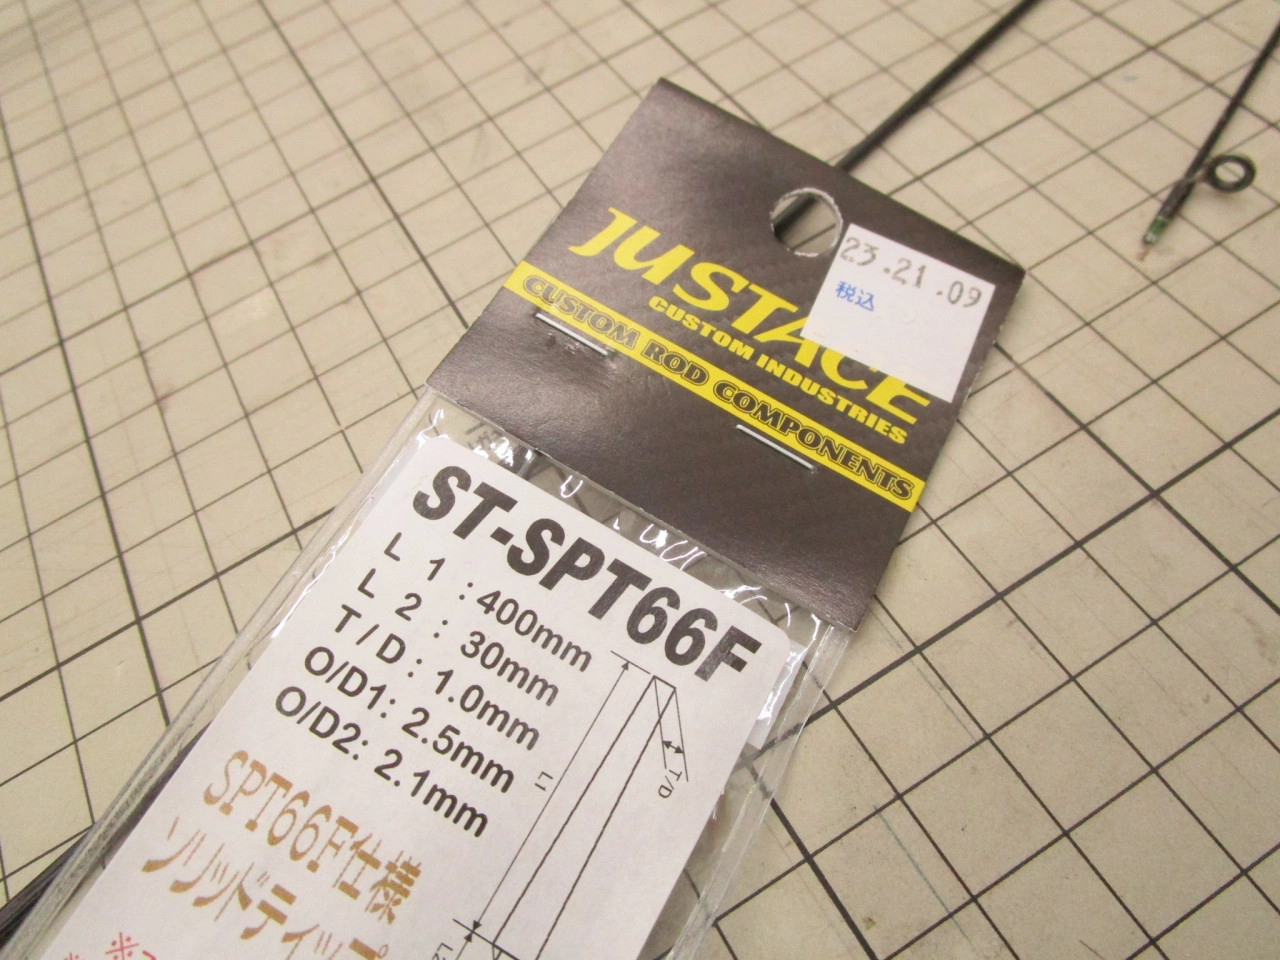 JUSTACE
CUSTOM INDUSTRIES
CUSTOM ROD COMPONENTS
23.21.09
税込
ST-SPT66F
L 1 : 400mm
L 2 : 30mm
T/D : 1.0mm
O/D1: 2.5mm
O/D2: 2.1mm
L1
T/D
SPT66F仕様
ソリッドティップ
※